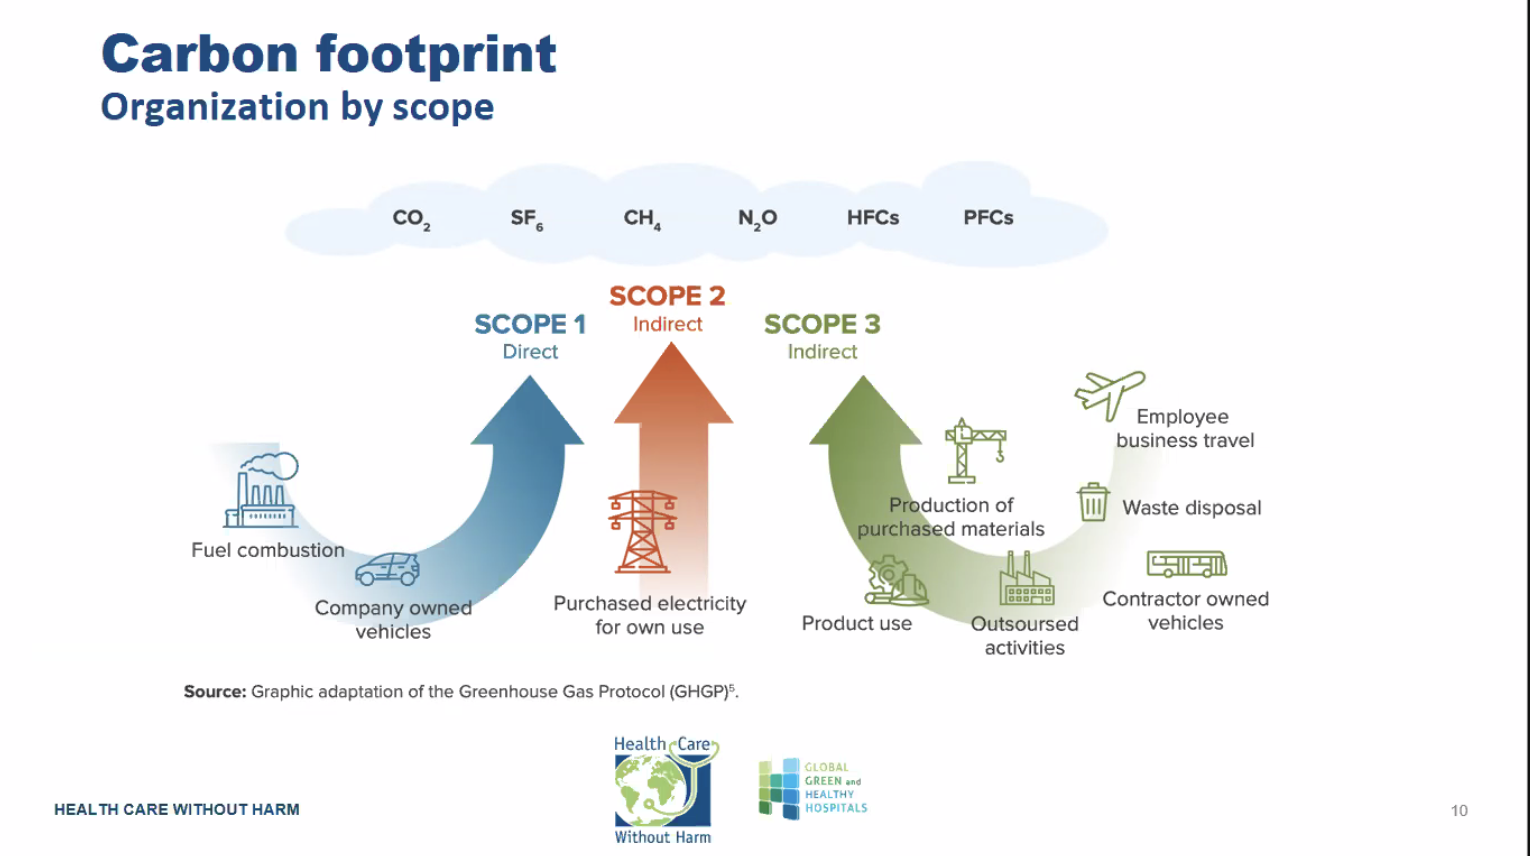 Carbon footprint
Organization by scope
CO2 SF6 CH4 N2O HFCs PFCs
SCOPE 1
Direct
SCOPE 2
Indirect
SCOPE 3
Indirect
Fuel combustion
Company owned
vehicles
Purchased electricity
for own use
Employee
business travel
Production of
purchased materials
Waste disposal
Product use
Outsoursed
activities
Contractor owned
vehicles
Source: Graphic adaptation of the Greenhouse Gas Protocol (GHGP)5.
Health Care
Without Harm
GLOBAL
GREEN and
HEALTHY
HOSPITALS
HEALTH CARE WITHOUT HARM
10